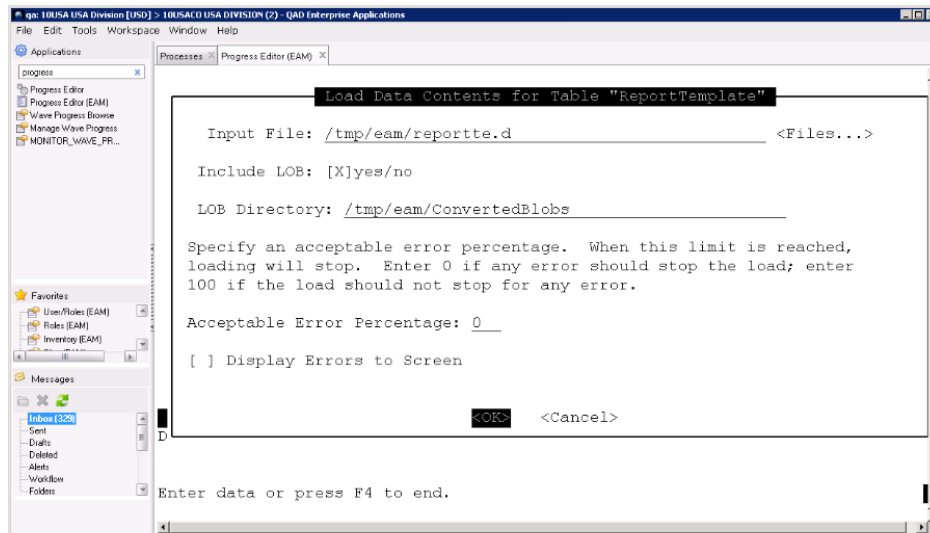 qa: 10USA USA Division [USD] > 10USACO USA DIVISION (2) - QAD Enterprise Applications
File Edit Tools Workspace Window Help
Applications
progress
Progress Editor
Progress Editor (EAM)
Wave Progress Browse
Manage Wave Progress
MONITOR_WAVE_PR...
Favorites
User/Roles (EAM)
Roles (EAM)
Inventory (EAM)
Messages
Inbox (329)
Sent
Drafts
Deleted
Alerts
Workflow
Folders
Processes
Progress Editor (EAM)
Load Data Contents for Table "ReportTemplate"
Input File: /tmp/eam/reportte.d <Files...>
Include LOB: [X]yes/no
LOB Directory: /tmp/eam/ConvertedBlobs
Specify an acceptable error percentage. When this limit is reached,
loading will stop. Enter 0 if any error should stop the load; enter
100 if the load should not stop for any error.
Acceptable Error Percentage: 0
[ ] Display Errors to Screen
<OK> <Cancel>
D
Enter data or press F4 to end.